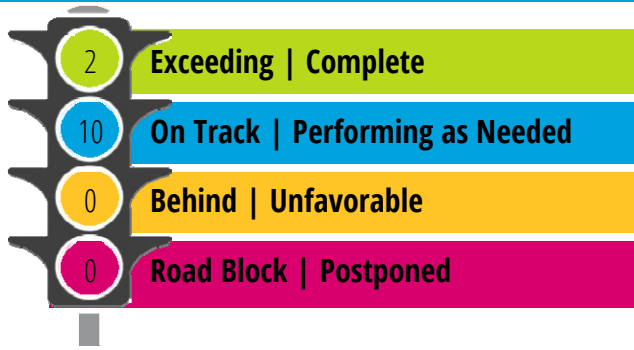 2 Exceeding | Complete
10 On Track | Performing as Needed
0 Behind | Unfavorable
0 Road Block | Postponed